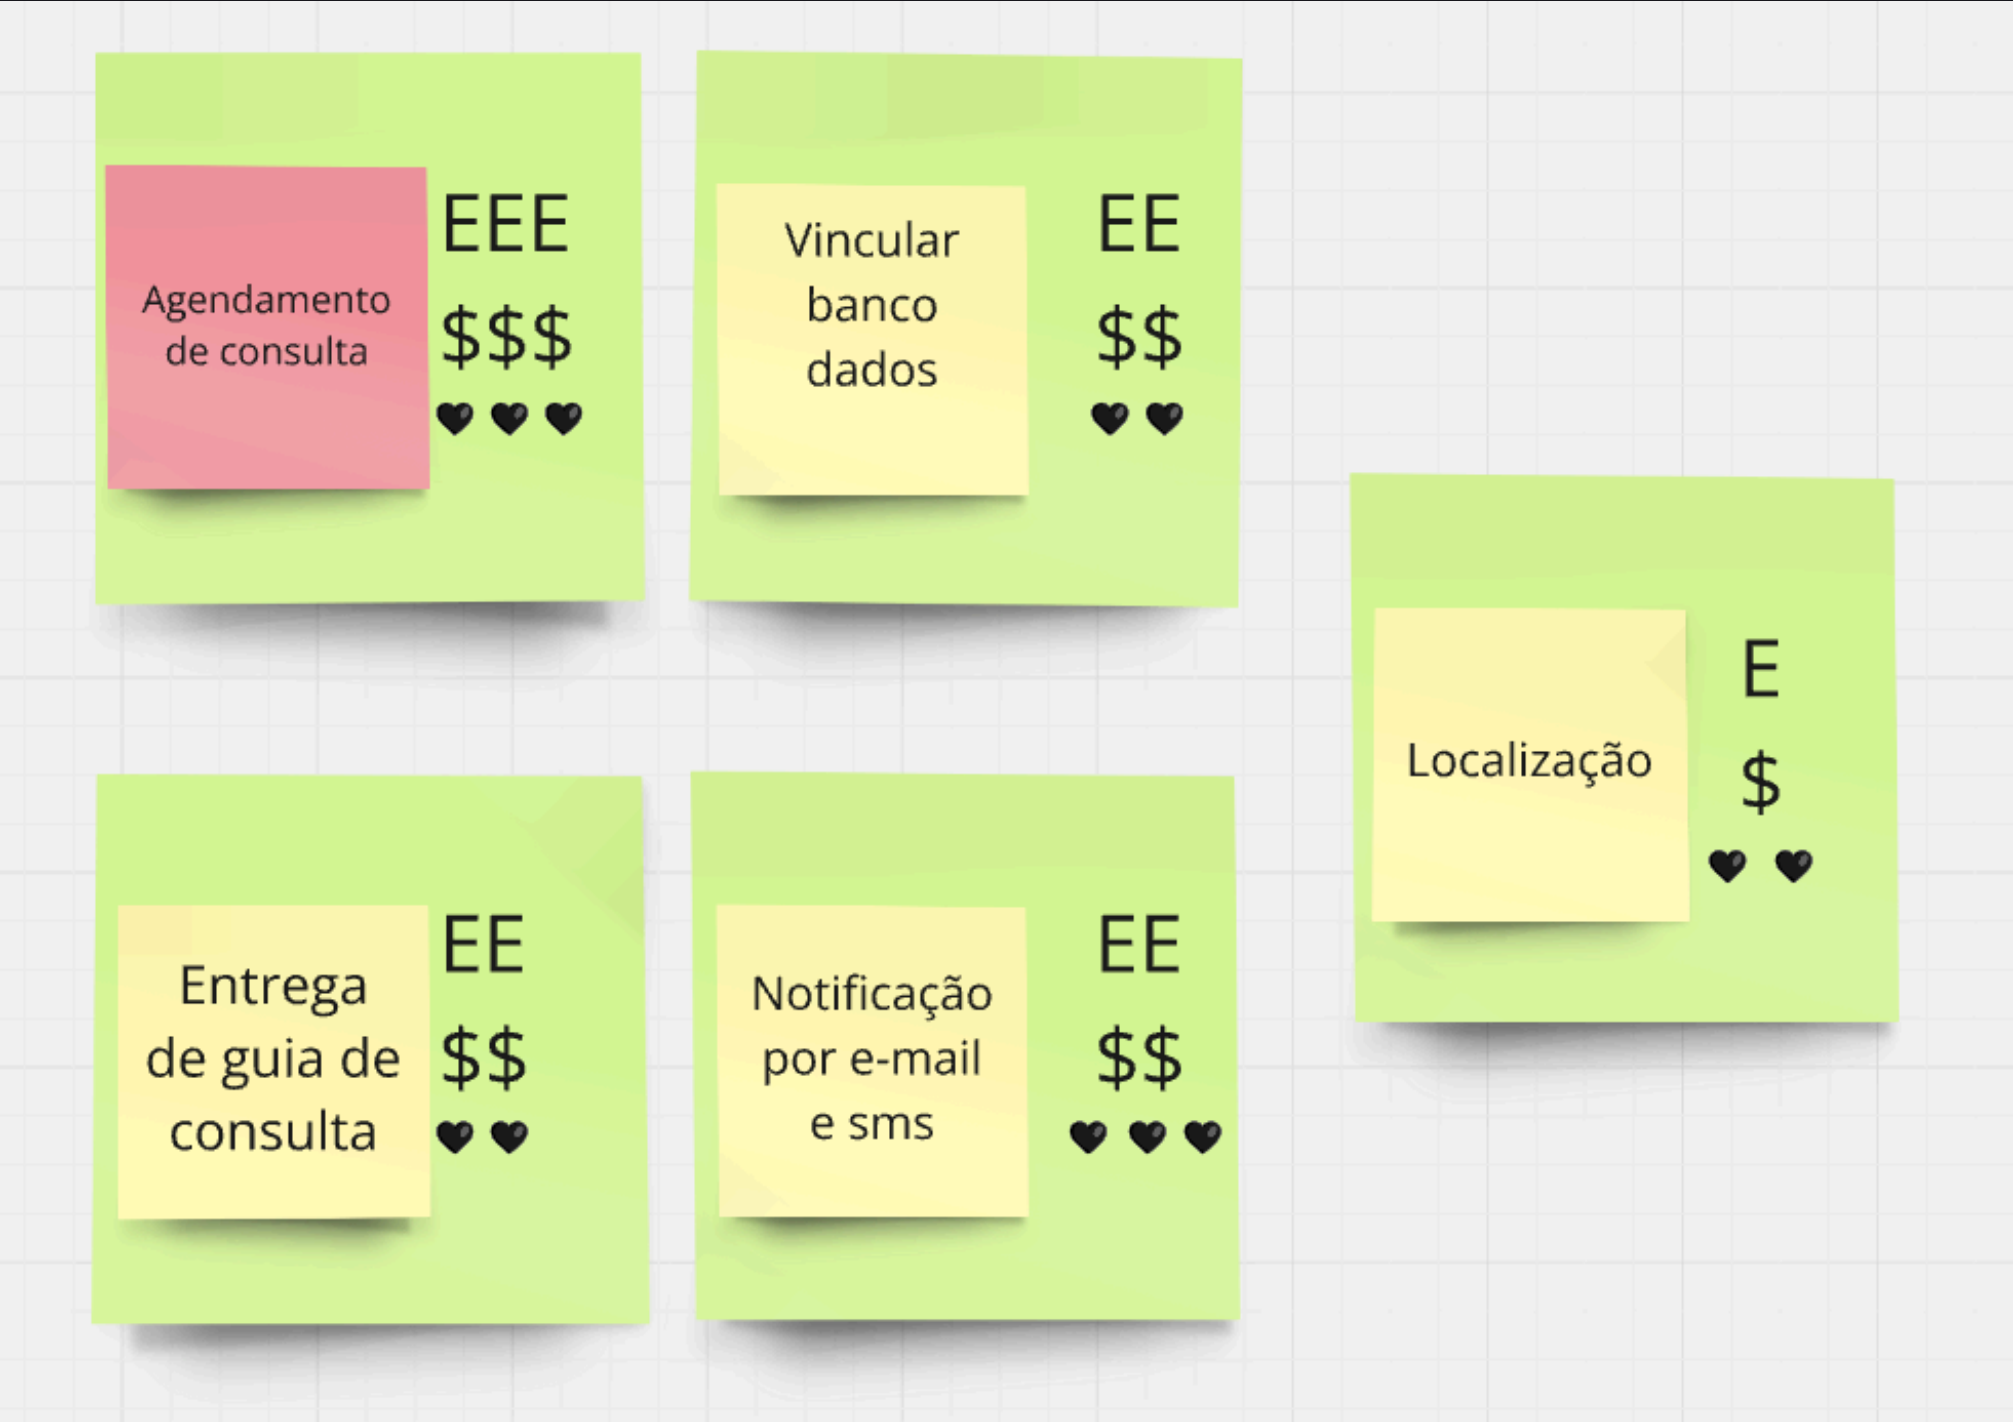 Agendamento
de consulta
EEE
$$$
🖤 🖤 🖤
Vincular
banco
dados
EE
$$
🖤 🖤
Entrega
de guia de
consulta
EE
$$
🖤 🖤
Notificação
por e-mail
e sms
EE
$$
🖤 🖤 🖤
Localização
E
$
🖤 🖤